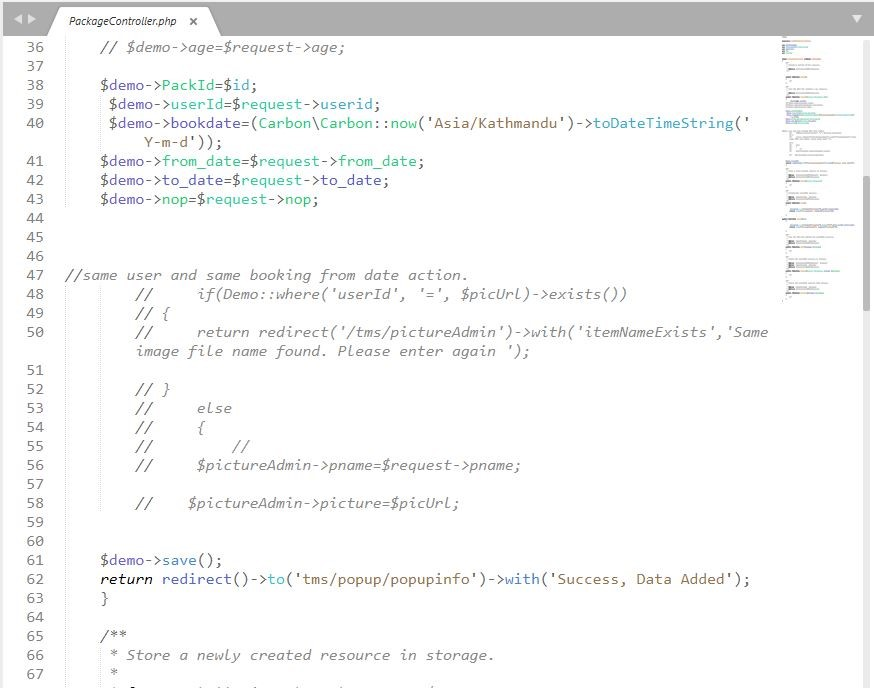 PackageController.php ×
36 // $demo->age=$request->age;
37
38 $demo->PackId=$id;
39 $demo->userId=$request->userid;
40 $demo->bookdate=(Carbon\Carbon::now('Asia/Kathmandu')->toDateTimeString('
Y-m-d'));
41 $demo->from_date=$request->from_date;
42 $demo->to_date=$request->to_date;
43 $demo->nop=$request->nop;
44
45
46
47 //same user and same booking from date action.
48 // if(Demo::where('userId', '=', $picUrl)->exists())
49 // {
50 // return redirect('/tms/pictureAdmin')->with('itemNameExists','Same
image file name found. Please enter again ');
51
52 // }
53 // else
54 // {
55 // //
56 // $pictureAdmin->pname=$request->pname;
57
58 // $pictureAdmin->picture=$picUrl;
59
60
61 $demo->save();
62 return redirect()->to('tms/popup/popupinfo')->with('Success, Data Added');
63 }
64
65 /**
66 * Store a newly created resource in storage.
67 *